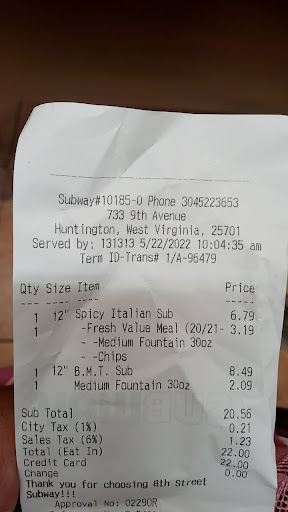 Subway#10185-0 Phone 3045223653
733 9th Avenue
Huntington, West Virginia, 25701
Served by: 131313 5/22/2022 10:04:35 am
Term ID-Trans# 1/A-96479
Qty Size Item Price
--- ---- ---- -----
1 12" Spicy Italian Sub 6.79
1 -Fresh Value Meal (20/21- 3.19
- -Medium Fountain 30oz
- -Chips
1 12" B.M.T. Sub 8.49
1 Medium Fountain 30oz 2.09
Sub Total 20.56
City Tax (1%) 0.21
Sales Tax (6%) 1.23
Total (Eat In) 22.00
Credit Card 22.00
Change 0.00
Thank you for choosing 8th Street
Subway!!!
Approval No: 02290R